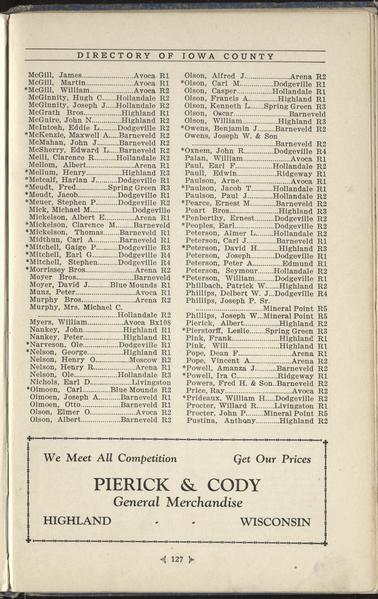 DIRECTORY OF IOWA COUNTY
McGill, James......Avoca R1
McGill, Martin......Avoca R1
*McGill, William......Avoca R2
McGinnity, Hugh C....Hollandale R2
McGinnity, Joseph J....Hollandale R2
McGrath Bros......Highland R1
McGuire, John N......Highland R2
McIntosh, Eddie L......Dodgeville R2
*McKenzie, Maxwell A...Barneveld R2
McMahan, John J......Barneveld R2
McSherry, Edward L....Barneveld R2
Meill, Clarence R......Hollandale R2
Mellom, Albert......Arena R1
*Mellum, Henry......Highland R3
*Metcalf, Harlan J......Dodgeville R1
*Meudt, Fred......Spring Green R3
*Meudt, Jacob......Dodgeville R1
*Meuer, Stephen P......Dodgeville R2
Mick, Michael M......Dodgeville
Mickelson, Albert E......Arena R1
*Mickelson, Clarence M......Barneveld
*Mickelson, Thomas......Barneveld R1
Midthun, Carl A......Barneveld R1
*Mitchell, Gaige P......Dodgeville R3
*Mitchell, Earl G......Dodgeville R4
*Mitchell, Stephen......Dodgeville R4
*Morrissey Bros......Arena R2
Moyer Bros......Barneveld
Moyer, David J......Blue Mounds R1
Munz, Peter......Avoca R1
Murphy Bros......Arena R2
Murphy, Mrs. Michael C.
Hollandale R2
Myers, William......Avoca Bx108
Nankey, John......Highland R1
Nankey, Peter......Highland R1
*Narveson, Ole......Dodgeville R1
*Nelson, George......Highland R1
Nelson, Henry O......Moscow R2
Nelson, Henry R......Arena R1
Nelson, Ole......Hollandale R3
Nichols, Earl D......Livingston
*Olmoen, Carl......Blue Mounds R2
Olmoen, Joseph A......Barneveld R1
Olmoen, Otto......Barneveld R1
Olson, Elmer O......Avoca R2
Olson, Albert......Barneveld R2
Olson, Alfred J......Arena R2
*Olson, Carl M......Dodgeville R1
Olson, Casper......Hollandale R1
Olson, Francis A......Highland R1
Olson, Kenneth L....Spring Green R3
Olson, Oscar......Barneveld
Olson, William......Highland R2
*Owens, Benjamin J......Barneveld R2
Owens, Joseph W. & Son
Barneveld R2
*Oxnem, John R......Dodgeville R4
Palan, William......Avoca R1
Paul, Earl F......Hollandale R2
Paull, Edwin......Ridgeway R1
Paulson, Arne......Avoca R1
*Paulson, Jacob T......Hollandale R2
Paulson, Paul J......Hollandale R2
*Pearce, Ernest M......Barneveld R2
Peart Bros......Highland R3
*Penberthy, Ernest......Dodgeville R2
*Peoples, Earl......Dodgeville R2
Peterson, Almer L......Hollandale R2
Peterson, Carl J......Barneveld R1
*Peterson, David H......Highland R3
Peterson, Joseph......Dodgeville R1
Peterson, Peter A......Edmund R1
Peterson, Seymour......Hollandale R2
*Peterson, William......Dodgeville R1
Phillbach, Patrick W......Highland R2
Phillips, Delbert W. J...Dodgeville R4
Phillips, Joseph P. Sr.
Mineral Point R5
Phillips, Joseph W...Mineral Point R5
Pierick, Albert......Highland R2
*Pierstorff, Leslie......Spring Green R3
Pink, Frank......Highland R1
Pink, Will......Highland R1
Pope, Dean F......Arena R1
Pope, Vincent A......Arena R2
*Powell, Amanza J......Barneveld R2
*Powell, Ira C......Ridgeway R1
Powers, Fred H. & Son..Barneveld R2
Price, Ray......Avoca R2
*Prideaux, William H....Dodgeville R2
Procter, Willard R......Livingston R1
Procter, John P......Mineral Point R5
Pustina, Anthony......Highland R2
We Meet All Competition Get Our Prices
PIERICK & CODY
General Merchandise
HIGHLAND - - WISCONSIN
127